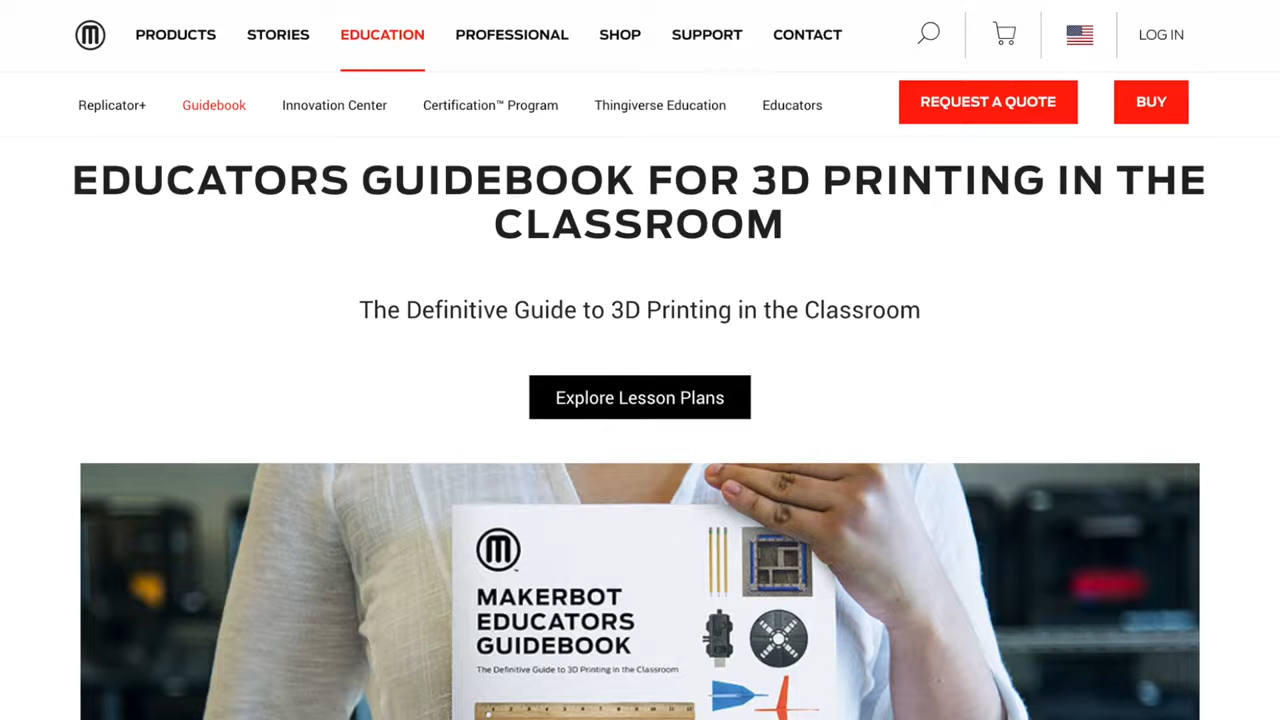 PRODUCTS STORIES EDUCATION PROFESSIONAL SHOP SUPPORT CONTACT LOG IN
Replicator+ Guidebook Innovation Center Certification™ Program Thingiverse Education Educators REQUEST A QUOTE BUY
EDUCATORS GUIDEBOOK FOR 3D PRINTING IN THE
CLASSROOM
The Definitive Guide to 3D Printing in the Classroom
Explore Lesson Plans
MAKERBOT
EDUCATORS
GUIDEBOOK
The Definitive Guide to 3D Printing in the Classroom